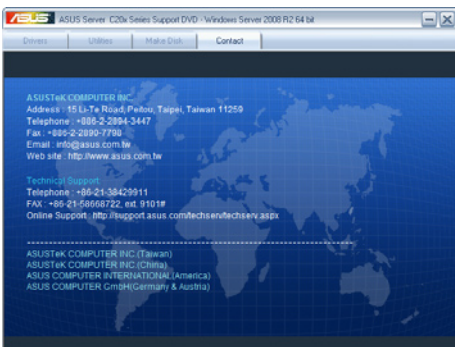 ASUS ASUS Server C20x Series Support DVD - Windows Server 2008 R2 64 bit
Drivers Utilities Make Disk Contact
ASUSTeK COMPUTER INC.
Address : 15 Li-Te Road, Peitou, Taipei, Taiwan 11259
Telephone : +886-2-2894-3447
Fax : +886-2-2890-7798
Email : info@asus.com.tw
Web site : http://www.asus.com.tw
Technical Support
Telephone : +86-21-38429911
FAX : +86-21-58668722, ext. 9101#
Online Support : http://support.asus.com/techserv/techserv.aspx
ASUSTeK COMPUTER INC.(Taiwan)
ASUSTeK COMPUTER INC.(China)
ASUS COMPUTER INTERNATIONAL(America)
ASUS COMPUTER GmbH(Germany & Austria)